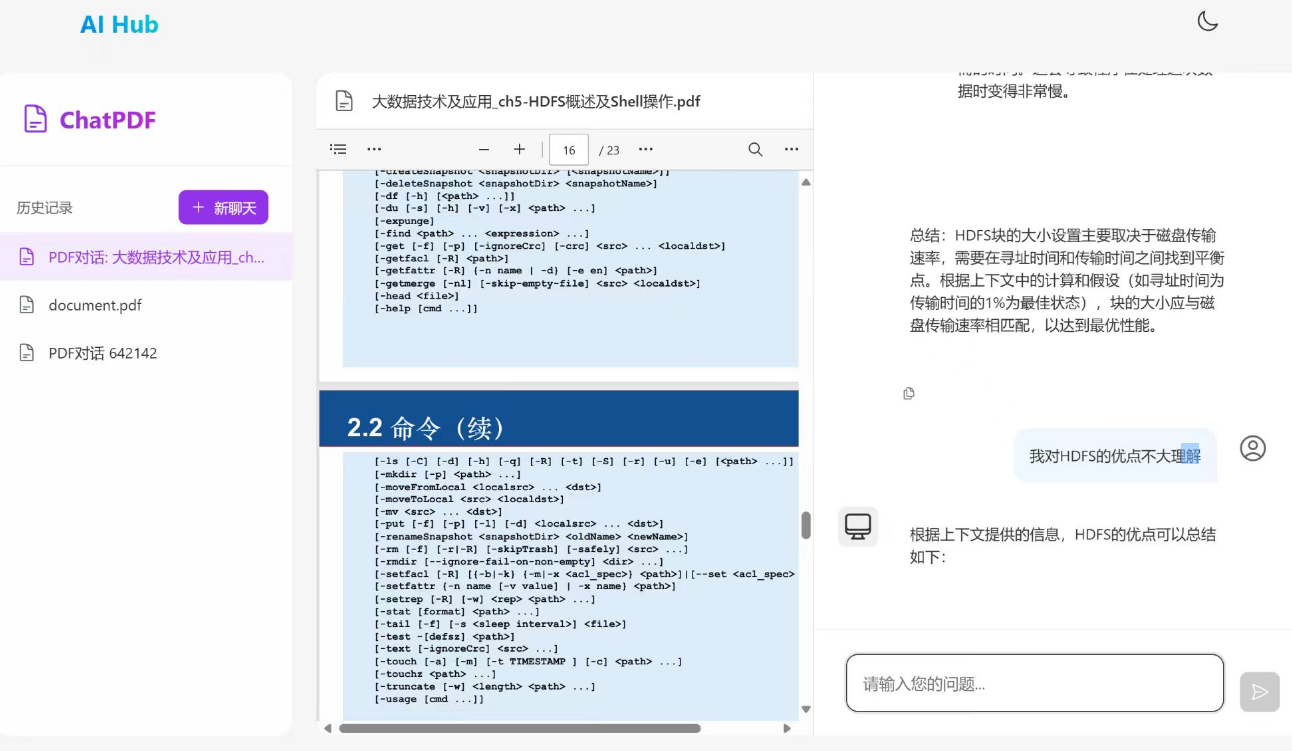 AI Hub
ChatPDF
历史记录
+ 新聊天
PDF对话: 大数据技术及应用_ch...
document.pdf
PDF对话 642142
大数据技术及应用_ch5-HDFS概述及Shell操作.pdf
16 / 23
[-createSnapshot <snapshotDir> [<snapshotName>]]
[-deleteSnapshot <snapshotDir> <snapshotName>]
[-df [-h] [<path> ...]]
[-du [-s] [-h] [-v] [-x] <path> ...]
[-expunge]
[-find <path> ... <expression> ...]
[-get [-f] [-p] [-ignoreCrc] [-crc] <src> ... <localdst>]
[-getfacl [-R] <path>]
[-getfattr [-R] {-n name | -d} [-e en] <path>]
[-getmerge [-nl] [-skip-empty-file] <src> <localdst>]
[-head <file>]
[-help [cmd ...]]
2.2 命令（续）
[-ls [-C] [-d] [-h] [-q] [-R] [-t] [-S] [-r] [-u] [-e] [<path> ...]]
[-mkdir [-p] <path> ...]
[-moveFromLocal <localsrc> ... <dst>]
[-moveToLocal <src> <localdst>]
[-mv <src> ... <dst>]
[-put [-f] [-p] [-l] [-d] <localsrc> ... <dst>]
[-renameSnapshot <snapshotDir> <oldName> <newName>]
[-rm [-f] [-r|-R] [-skipTrash] [-safely] <src> ...]
[-rmdir [--ignore-fail-on-non-empty] <dir> ...]
[-setfacl [-R] [{-b|-k} {-m|-x <acl_spec>} <path>]|[--set <acl_spec>
[-setfattr {-n name [-v value] | -x name} <path>]
[-setrep [-R] [-w] <rep> <path> ...]
[-stat [format] <path> ...]
[-tail [-f] [-s <sleep interval>] <file>]
[-test -[defsz] <path>]
[-text [-ignoreCrc] <src> ...]
[-touch [-a] [-m] [-t TIMESTAMP ] [-c] <path> ...]
[-touchz <path> ...]
[-truncate [-w] <length> <path> ...]
[-usage [cmd ...]]
据时变得非常慢。
总结：HDFS块的大小设置主要取决于磁盘传输
速率，需要在寻址时间和传输时间之间找到平衡
点。根据上下文中的计算和假设（如寻址时间为
传输时间的1%为最佳状态），块的大小应与磁
盘传输速率相匹配，以达到最优性能。
我对HDFS的优点不大理解
根据上下文提供的信息，HDFS的优点可以总结
如下：
请输入您的问题...